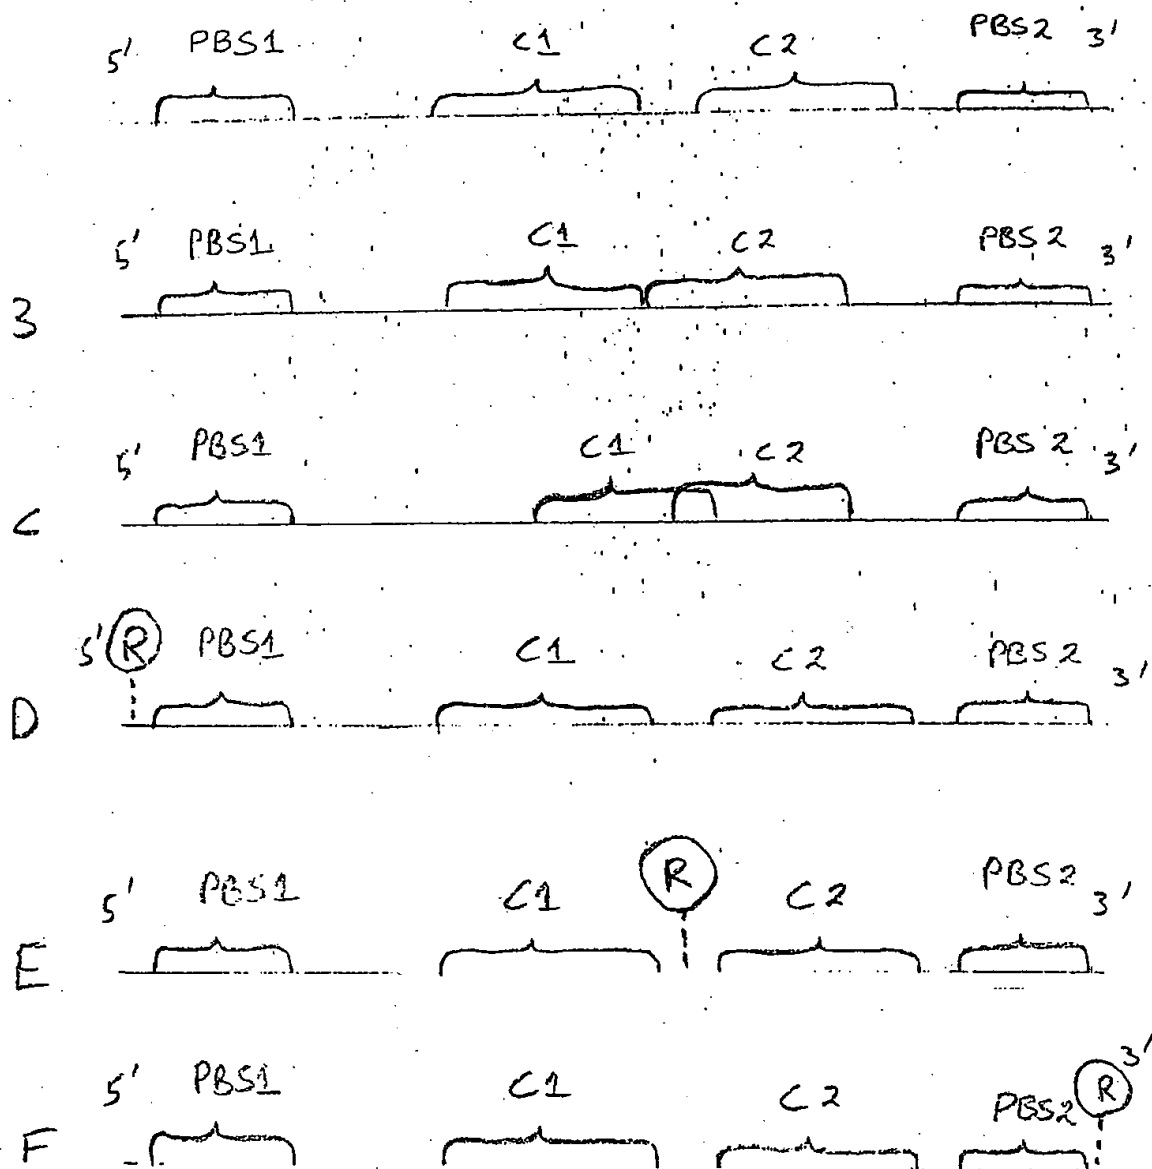 5' PBS1 C1 C2 PBS2 3'
5' PBS1 C1 C2 PBS2 3'
3
5' PBS1 C1 C2 PBS2 3'
C
5' R PBS1 C1 C2 PBS2 3'
D
5' PBS1 C1 R C2 PBS2 3'
E
5' PBS1 C1 C2 PBS2 R 3'
F